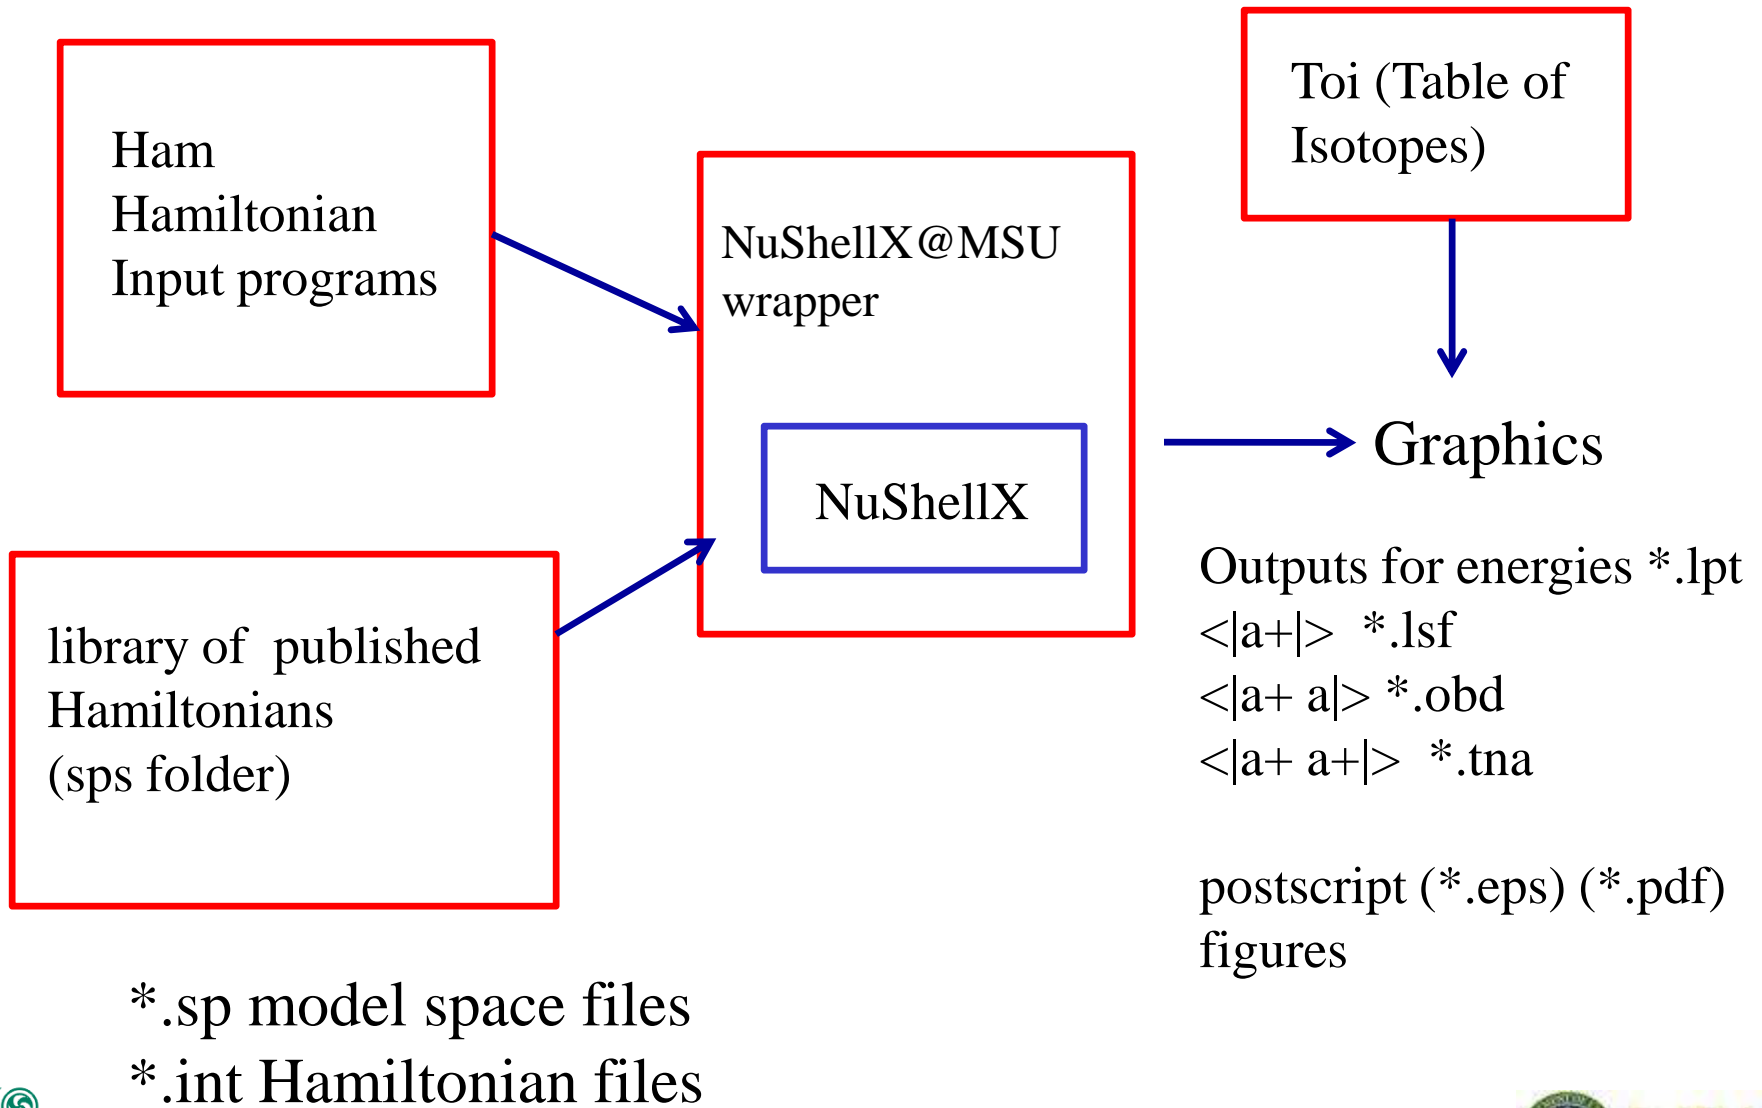 Ham
Hamiltonian
Input programs
library of published
Hamiltonians
(sps folder)
*.sp model space files
*.int Hamiltonian files
NuShellX@MSU
wrapper
NuShellX
Toi (Table of
Isotopes)
Graphics
Outputs for energies *.lpt
<|a+|> *.lsf
<|a+ a|> *.obd
<|a+ a+|> *.tna
postscript (*.eps) (*.pdf)
figures